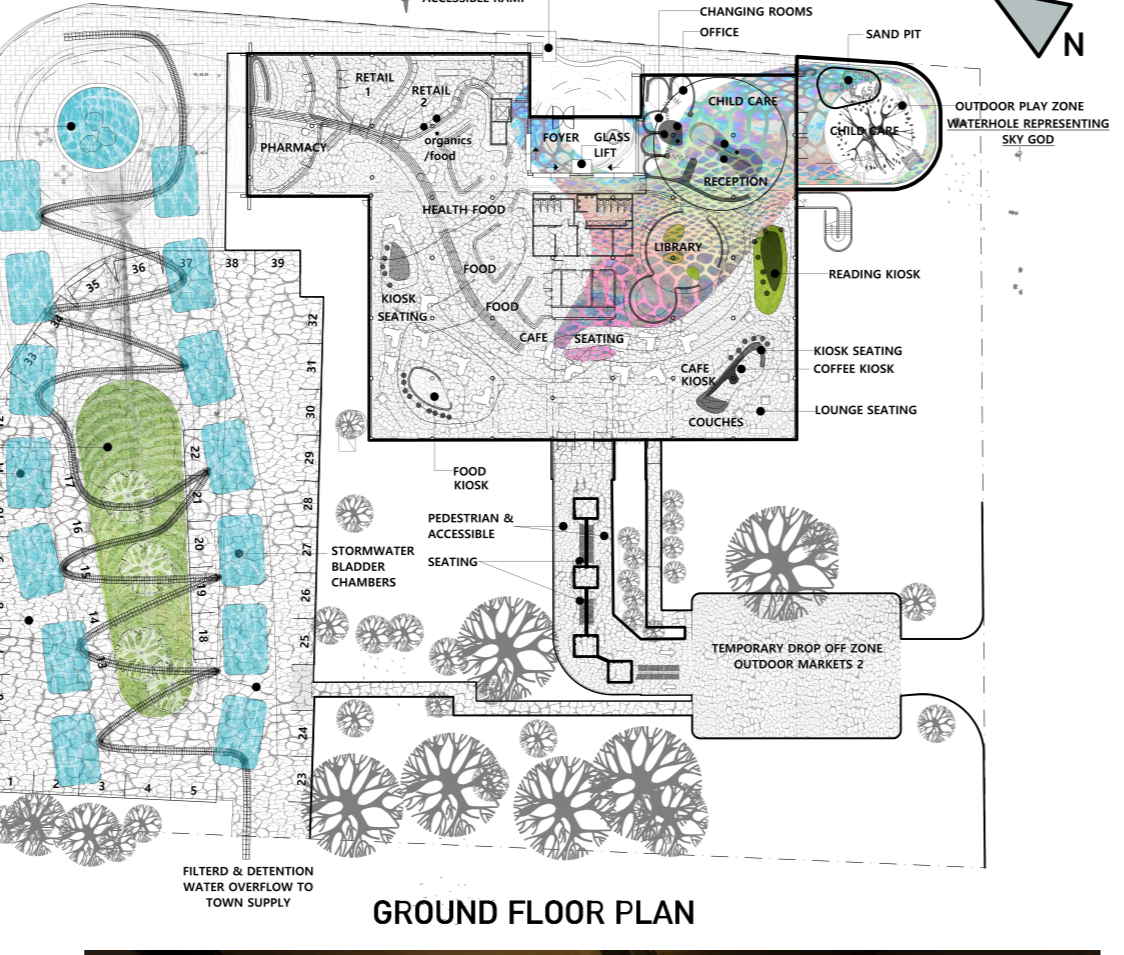 ACCESSIBLE RAMP
CHANGING ROOMS
OFFICE
SAND PIT
N
RETAIL
1
RETAIL
2
organics
/food
PHARMACY
FOYER
GLASS
LIFT
CHILD CARE
CHILD CARE
RECEPTION
OUTDOOR PLAY ZONE
WATERHOLE REPRESENTING
SKY GOD
HEALTH FOOD
LIBRARY
FOOD
READING KIOSK
KIOSK
SEATING
FOOD
CAFE
SEATING
KIOSK SEATING
COFFEE KIOSK
CAFE
KIOSK
LOUNGE SEATING
COUCHES
FOOD
KIOSK
PEDESTRIAN &
ACCESSIBLE
SEATING
STORMWATER
BLADDER
CHAMBERS
TEMPORARY DROP OFF ZONE
OUTDOOR MARKETS 2
33
34
35
36
37
38
39
32
31
30
29
28
27
26
25
24
23
22
21
20
19
18
17
16
15
14
13
1
2
3
4
5
FILTERD & DETENTION
WATER OVERFLOW TO
TOWN SUPPLY
GROUND FLOOR PLAN